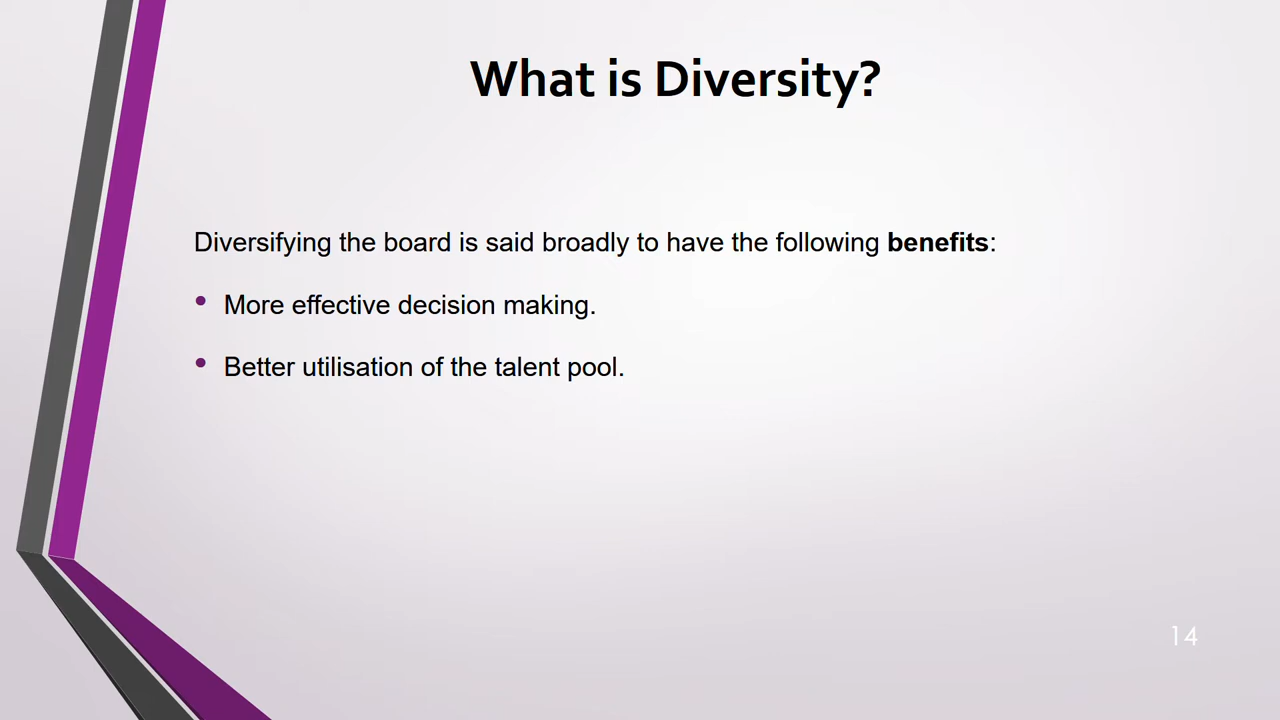 What is Diversity?
Diversifying the board is said broadly to have the following benefits:
• More effective decision making.
• Better utilisation of the talent pool.
14